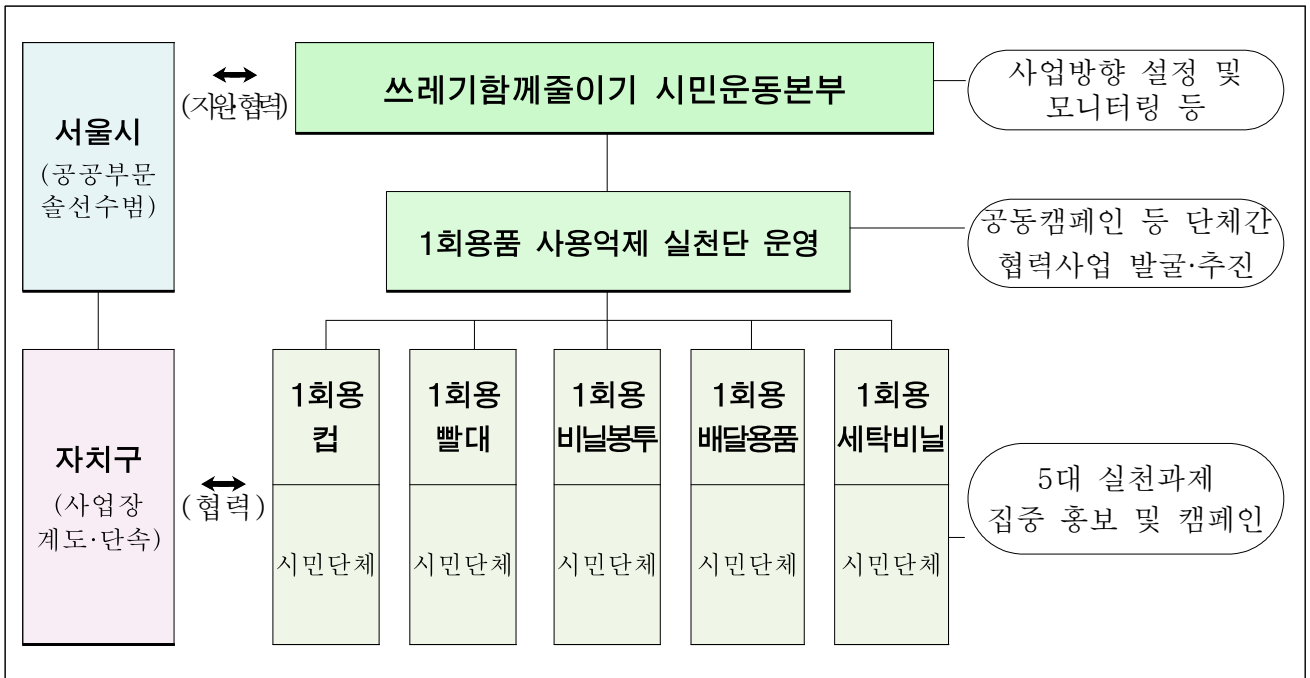 서울시
(공공부문
솔선수범)
(지원·협력)
쓰레기함께줄이기 시민운동본부
사업방향 설정 및
모니터링 등
1회용품 사용억제 실천단 운영
공동캠페인 등 단체간
협력사업 발굴·추진
자치구
(사업장
계도·단속)
(협력)
1회용
컵
시민단체
1회용
빨대
시민단체
1회용
비닐봉투
시민단체
1회용
배달용품
시민단체
1회용
세탁비닐
시민단체
5대 실천과제
집중 홍보 및 캠페인